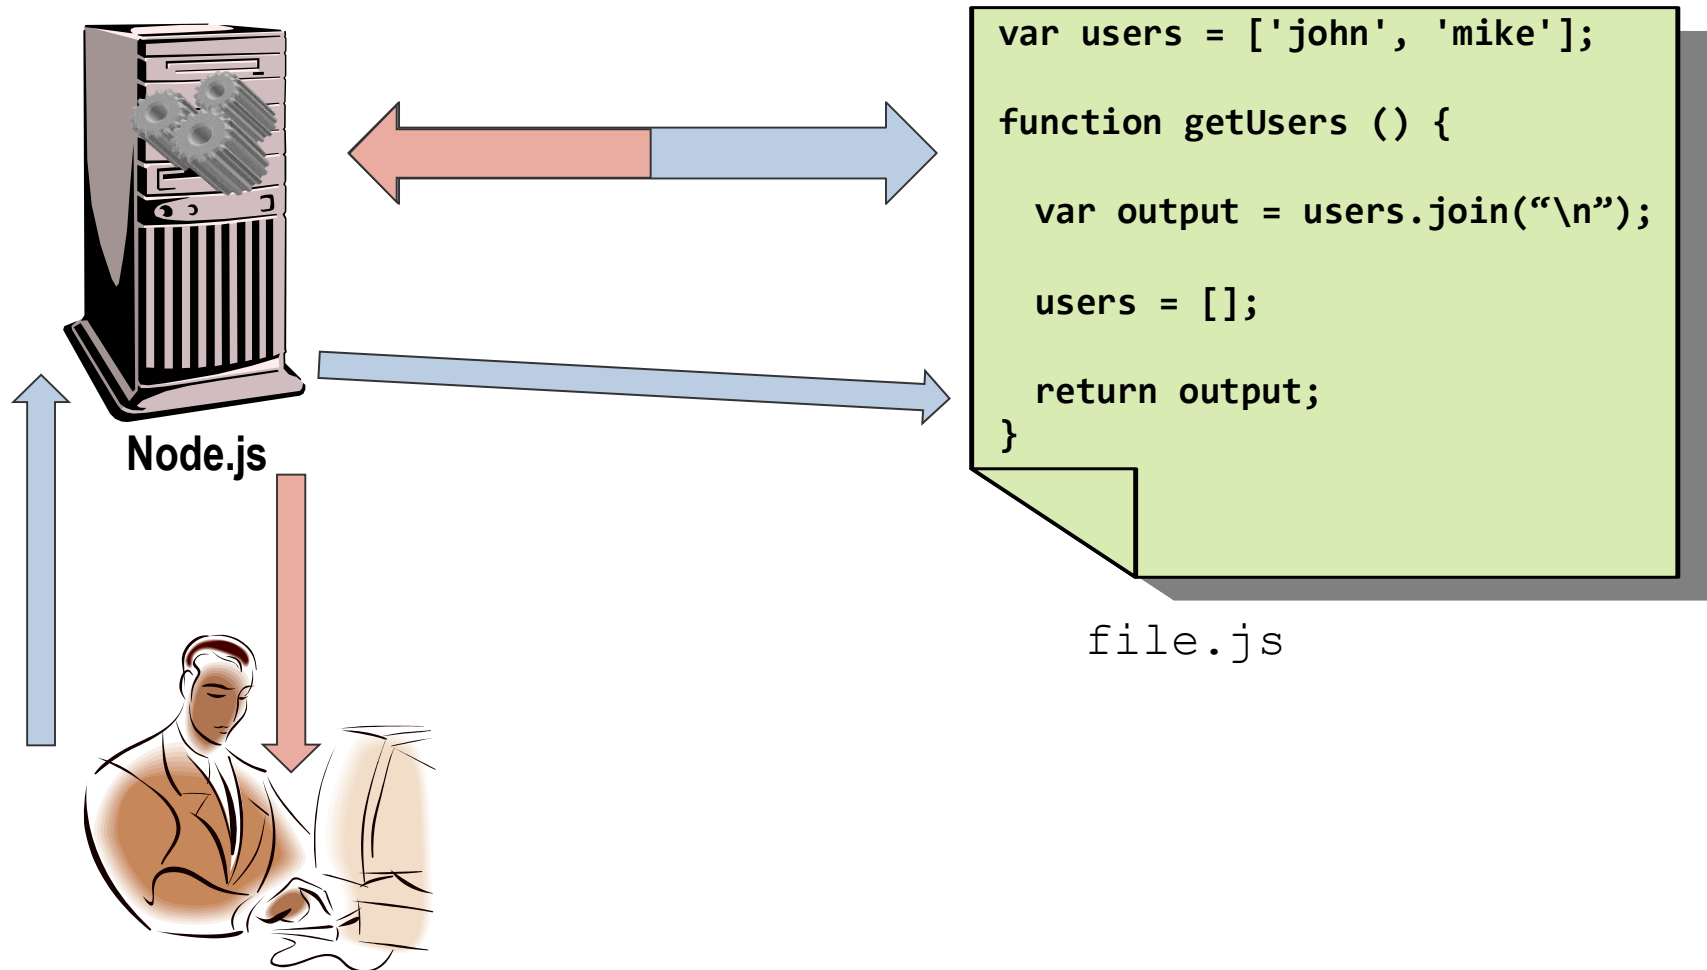 var users = ['john', 'mike'];
function getUsers () {
var output = users.join(“\n”);
users = [];
return output;
}
Node.js
file.js